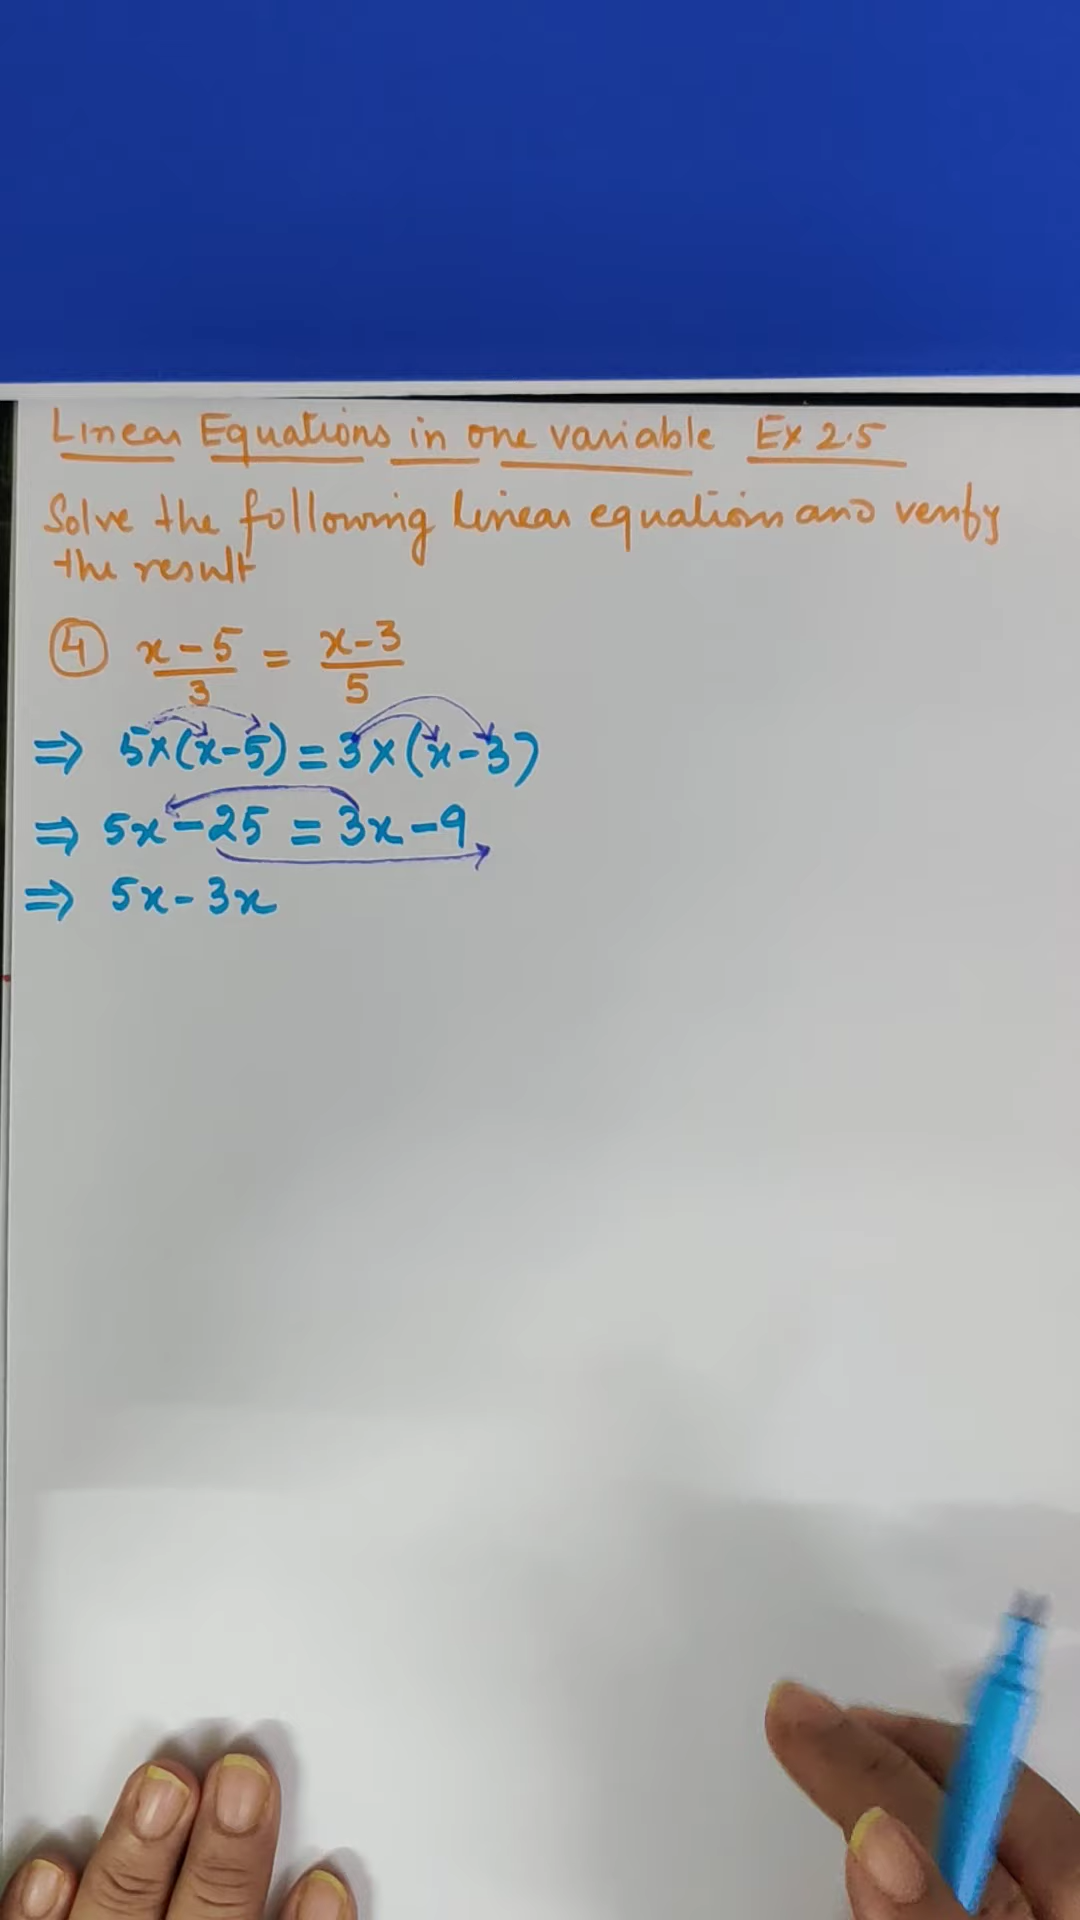 Linear Equations in one variable Ex 2.5
Solve the following linear equation and verify
the result
④ x-5/3 = x-3/5
⇒ 5×(x-5) = 3×(x-3)
⇒ 5x-25 = 3x-9
⇒ 5x-3x